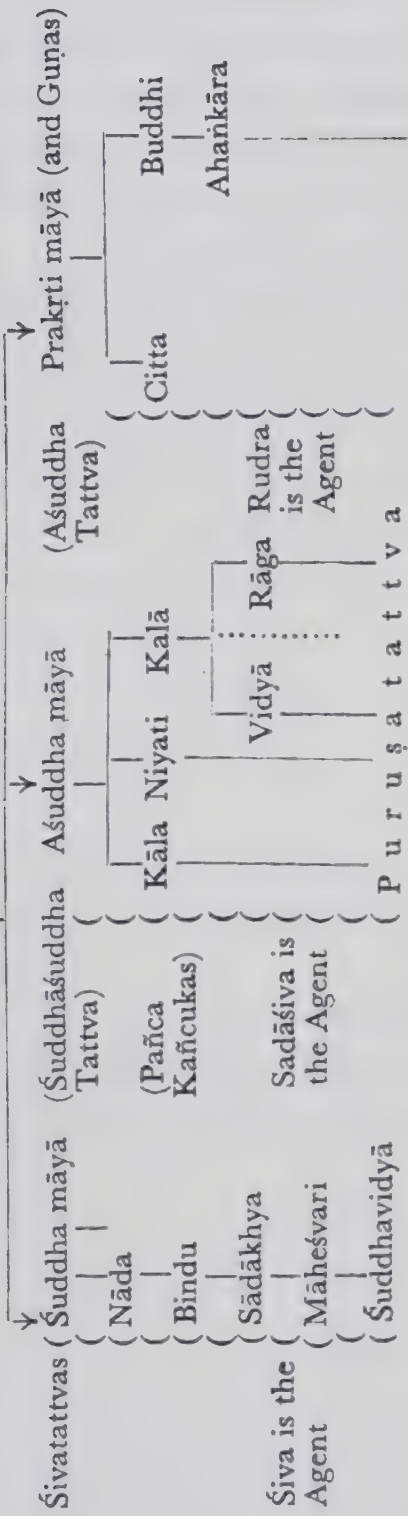 Śivatattvas ( Śuddha māyā (Śuddhāśuddha Aśuddha māyā (Aśuddha Prakṛti māyā (and Guṇas)
( Tattva) Tattva)
( Nāda (
( (Pañca ( Kāla Niyati Kalā ( Citta Buddhi
( Bindu Kañcukas) ( (
( ( ( Ahaṅkāra
( Sādākhya ( (
( Sadāśiva is ( Vidyā Rāga ( Rudra
Śiva is the ( Māheśvari the Agent ( ( is the
Agent ( ( ( Agent
( Śuddhavidyā ( Puruṣatattva (